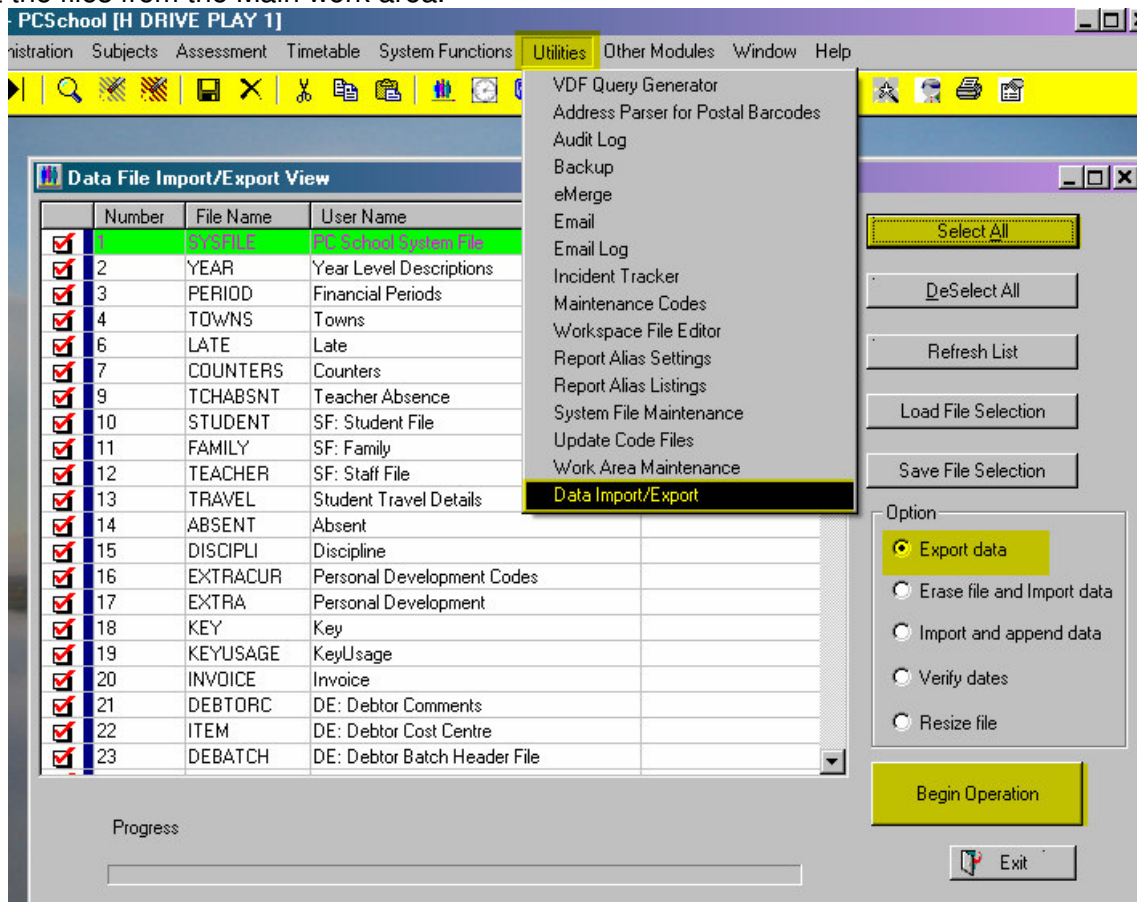 the files from the Main work area.
- PCSchool [H DRIVE PLAY 1]
Subjects Assessment Timetable System Functions Utilities Other Modules Window Help
VDF Query Generator
Address Parser for Postal Barcodes
Audit Log
Backup
eMerge
Email
Email Log
Incident Tracker
Maintenance Codes
Workspace File Editor
Report Alias Settings
Report Alias Listings
System File Maintenance
Update Code Files
Work Area Maintenance
Data Import/Export
Data File Import/Export View
Number File Name User Name
1 SYSFILE PC School System File
2 YEAR Year Level Descriptions
3 PERIOD Financial Periods
4 TOWNS Towns
6 LATE Late
7 COUNTERS Counters
9 TCHABSNT Teacher Absence
10 STUDENT SF: Student File
11 FAMILY SF: Family
12 TEACHER SF: Staff File
13 TRAVEL Student Travel Details
14 ABSENT Absent
15 DISCIPLI Discipline
16 EXTRACUR Personal Development Codes
17 EXTRA Personal Development
18 KEY Key
19 KEYUSAGE KeyUsage
20 INVOICE Invoice
21 DEBTORC DE: Debtor Comments
22 ITEM DE: Debtor Cost Centre
23 DEBATCH DE: Debtor Batch Header File
Select All
DeSelect All
Refresh List
Load File Selection
Save File Selection
Option
Export data
Erase file and Import data
Import and append data
Verify dates
Resize file
Begin Operation
Progress
Exit